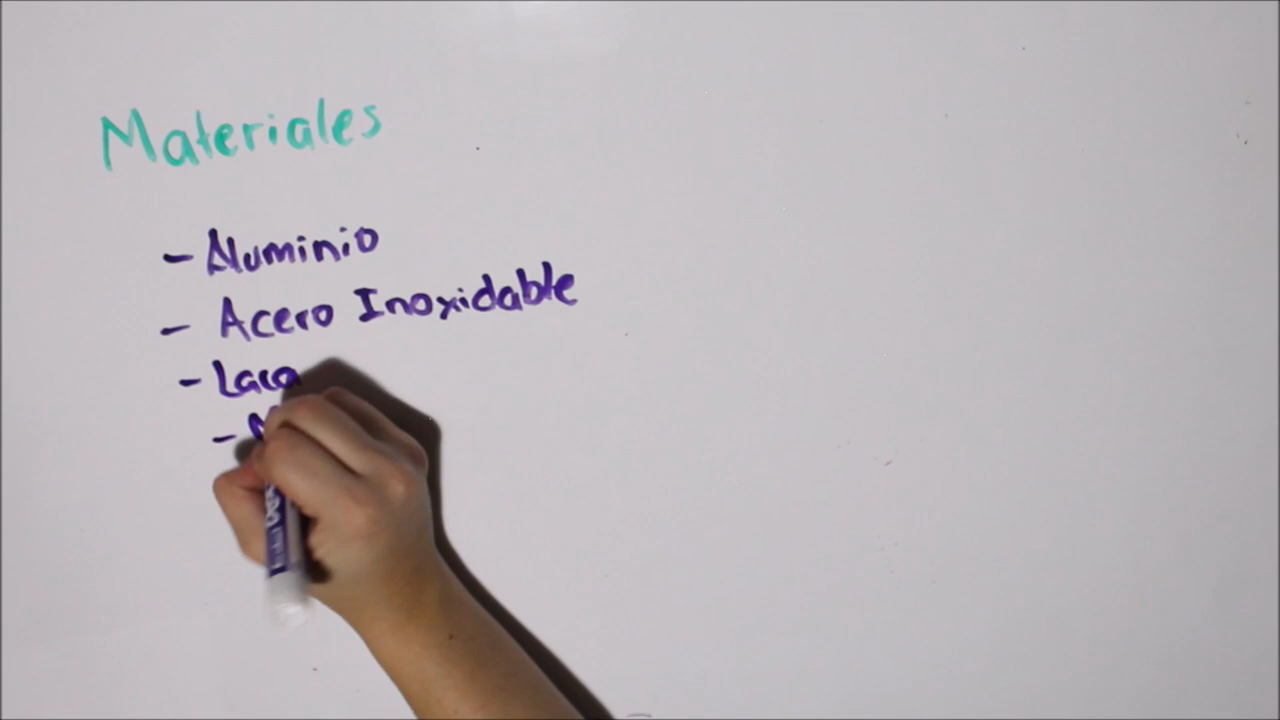 Materiales
- Aluminio
- Acero Inoxidable
- Laca
-